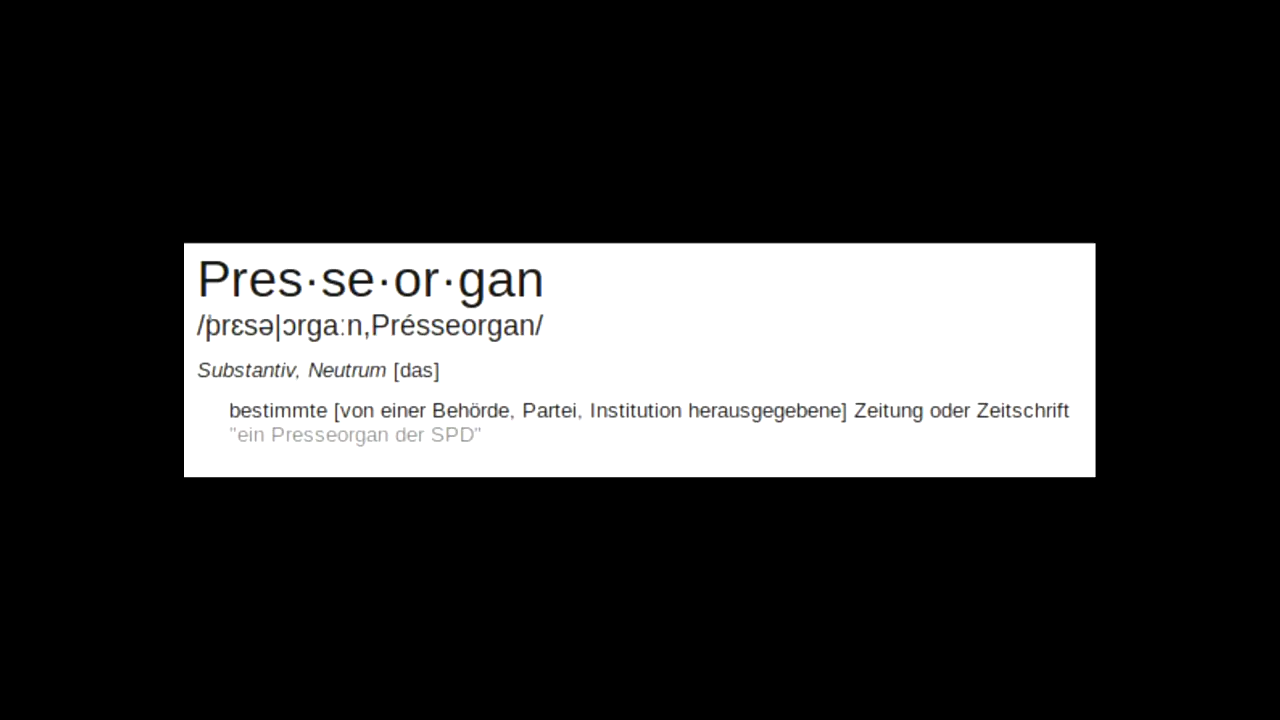 Pres·se·or·gan
/ˈprɛsə|ɔrgaːn,Présseorgan/
Substantiv, Neutrum [das]
bestimmte [von einer Behörde, Partei, Institution herausgegebene] Zeitung oder Zeitschrift
"ein Presseorgan der SPD"